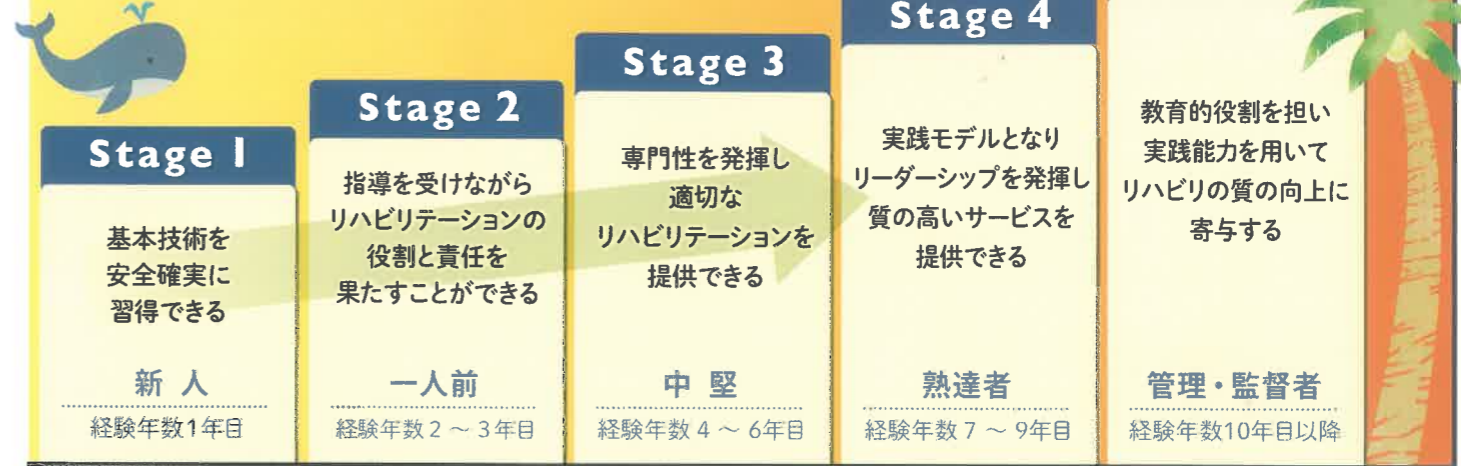 Stage 1
基本技術を
安全確実に
習得できる
新人
経験年数1年目
Stage 2
指導を受けながら
リハビリテーションの
役割と責任を
果たすことができる
一人前
経験年数2～3年目
Stage 3
専門性を発揮し
適切な
リハビリテーションを
提供できる
中堅
経験年数4～6年目
Stage 4
実践モデルとなり
リーダーシップを発揮し
質の高いサービスを
提供できる
熟達者
経験年数7～9年目
教育的役割を担い
実践能力を用いて
リハビリの質の向上に
寄与する
管理・監督者
経験年数10年目以降